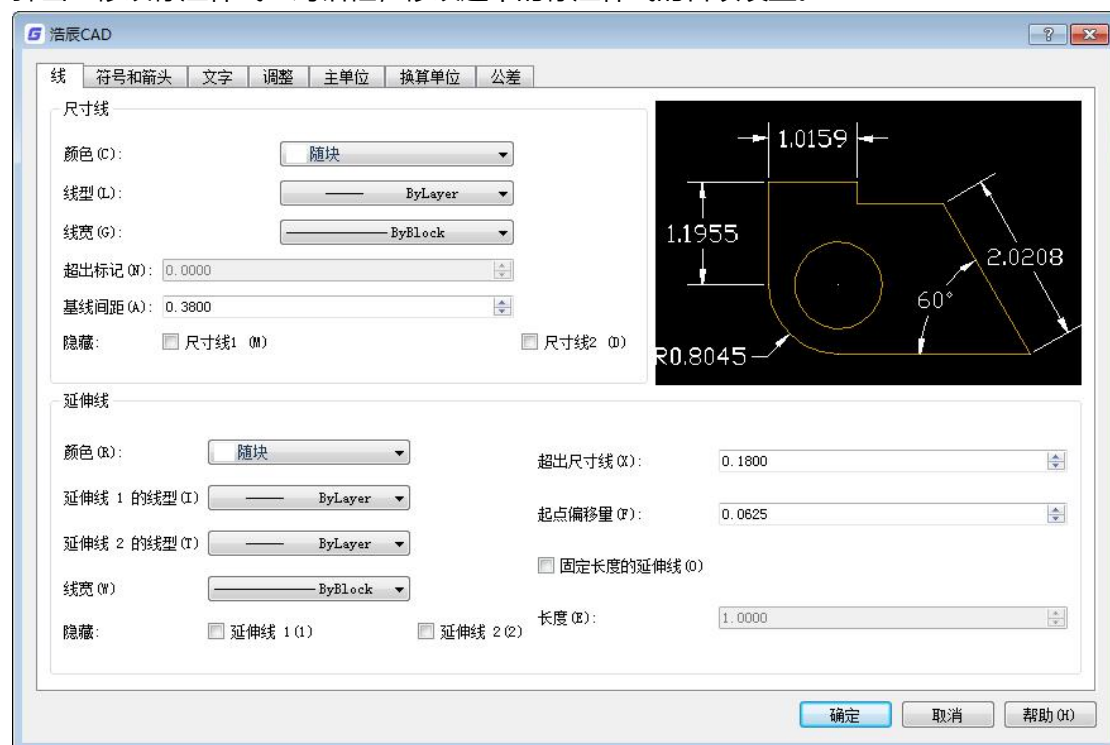 浩辰CAD
线 符号和箭头 文字 调整 主单位 换算单位 公差
尺寸线
颜色(C): 随块
线型(L): ByLayer
线宽(G): ByBlock
超出标记(N): 0.0000
基线间距(A): 0.3800
隐藏: 尺寸线1 (M) 尺寸线2 (D)
1.0159
1.1955
2.0208
60°
R0.8045
延伸线
颜色(R): 随块
延伸线 1 的线型(I) ByLayer
延伸线 2 的线型(T) ByLayer
线宽(W) ByBlock
隐藏: 延伸线 1(1) 延伸线 2(2)
超出尺寸线(X): 0.1800
起点偏移量(F): 0.0625
固定长度的延伸线(O)
长度(E): 1.0000
确定 取消 帮助(H)